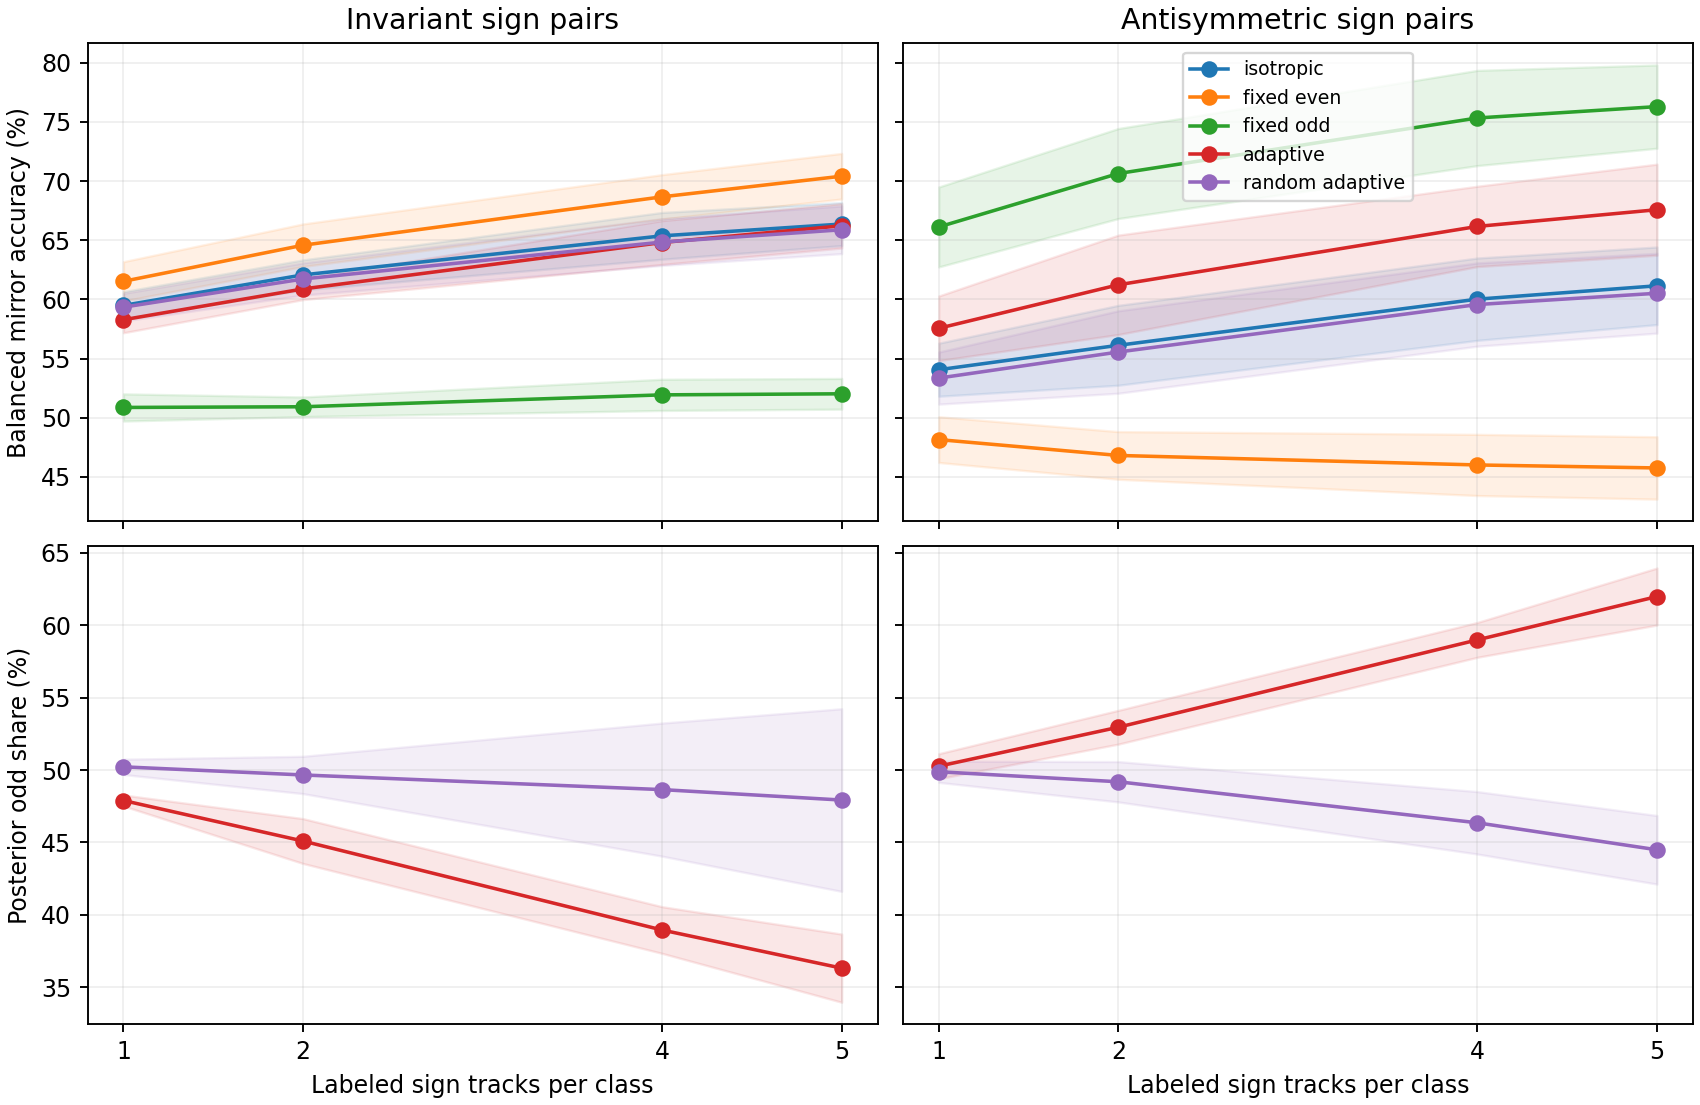 Invariant sign pairs
Antisymmetric sign pairs
Balanced mirror accuracy (%)
80
75
70
65
60
55
50
45
isotropic
fixed even
fixed odd
adaptive
random adaptive
Posterior odd share (%)
65
60
55
50
45
40
35
1 2 4 5
1 2 4 5
Labeled sign tracks per class
Labeled sign tracks per class